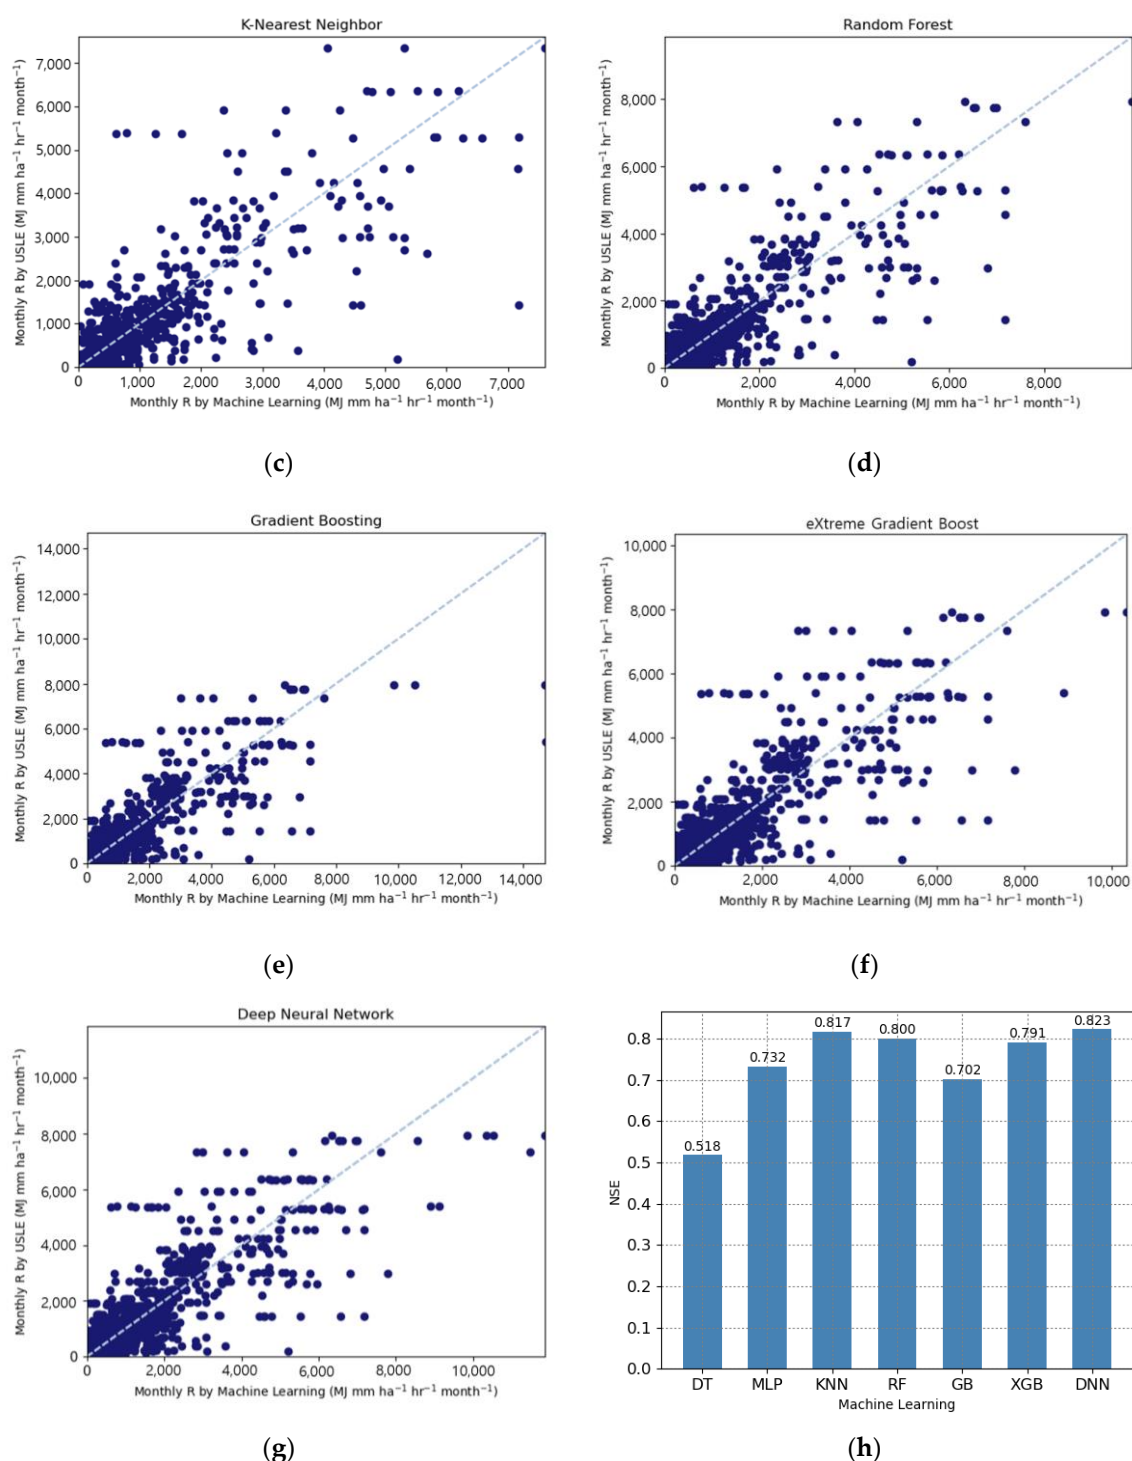 K-Nearest Neighbor
Monthly R by USLE (MJ mm ha⁻¹ hr⁻¹ month⁻¹)
7,000
6,000
5,000
4,000
3,000
2,000
1,000
0
0 1,000 2,000 3,000 4,000 5,000 6,000 7,000
Monthly R by Machine Learning (MJ mm ha⁻¹ hr⁻¹ month⁻¹)
(c)
Random Forest
Monthly R by USLE (MJ mm ha⁻¹ hr⁻¹ month⁻¹)
8,000
6,000
4,000
2,000
0
0 2,000 4,000 6,000 8,000
Monthly R by Machine Learning (MJ mm ha⁻¹ hr⁻¹ month⁻¹)
(d)
Gradient Boosting
Monthly R by USLE (MJ mm ha⁻¹ hr⁻¹ month⁻¹)
14,000
12,000
10,000
8,000
6,000
4,000
2,000
0
0 2,000 4,000 6,000 8,000 10,000 12,000 14,000
Monthly R by Machine Learning (MJ mm ha⁻¹ hr⁻¹ month⁻¹)
(e)
eXtreme Gradient Boost
Monthly R by USLE (MJ mm ha⁻¹ hr⁻¹ month⁻¹)
10,000
8,000
6,000
4,000
2,000
0
0 2,000 4,000 6,000 8,000 10,000
Monthly R by Machine Learning (MJ mm ha⁻¹ hr⁻¹ month⁻¹)
(f)
Deep Neural Network
Monthly R by USLE (MJ mm ha⁻¹ hr⁻¹ month⁻¹)
10,000
8,000
6,000
4,000
2,000
0
0 2,000 4,000 6,000 8,000 10,000
Monthly R by Machine Learning (MJ mm ha⁻¹ hr⁻¹ month⁻¹)
(g)
NSE
0.8
0.7
0.6
0.5
0.4
0.3
0.2
0.1
0.0
0.518 0.732 0.817 0.800 0.702 0.791 0.823
DT MLP KNN RF GB XGB DNN
Machine Learning
(h)